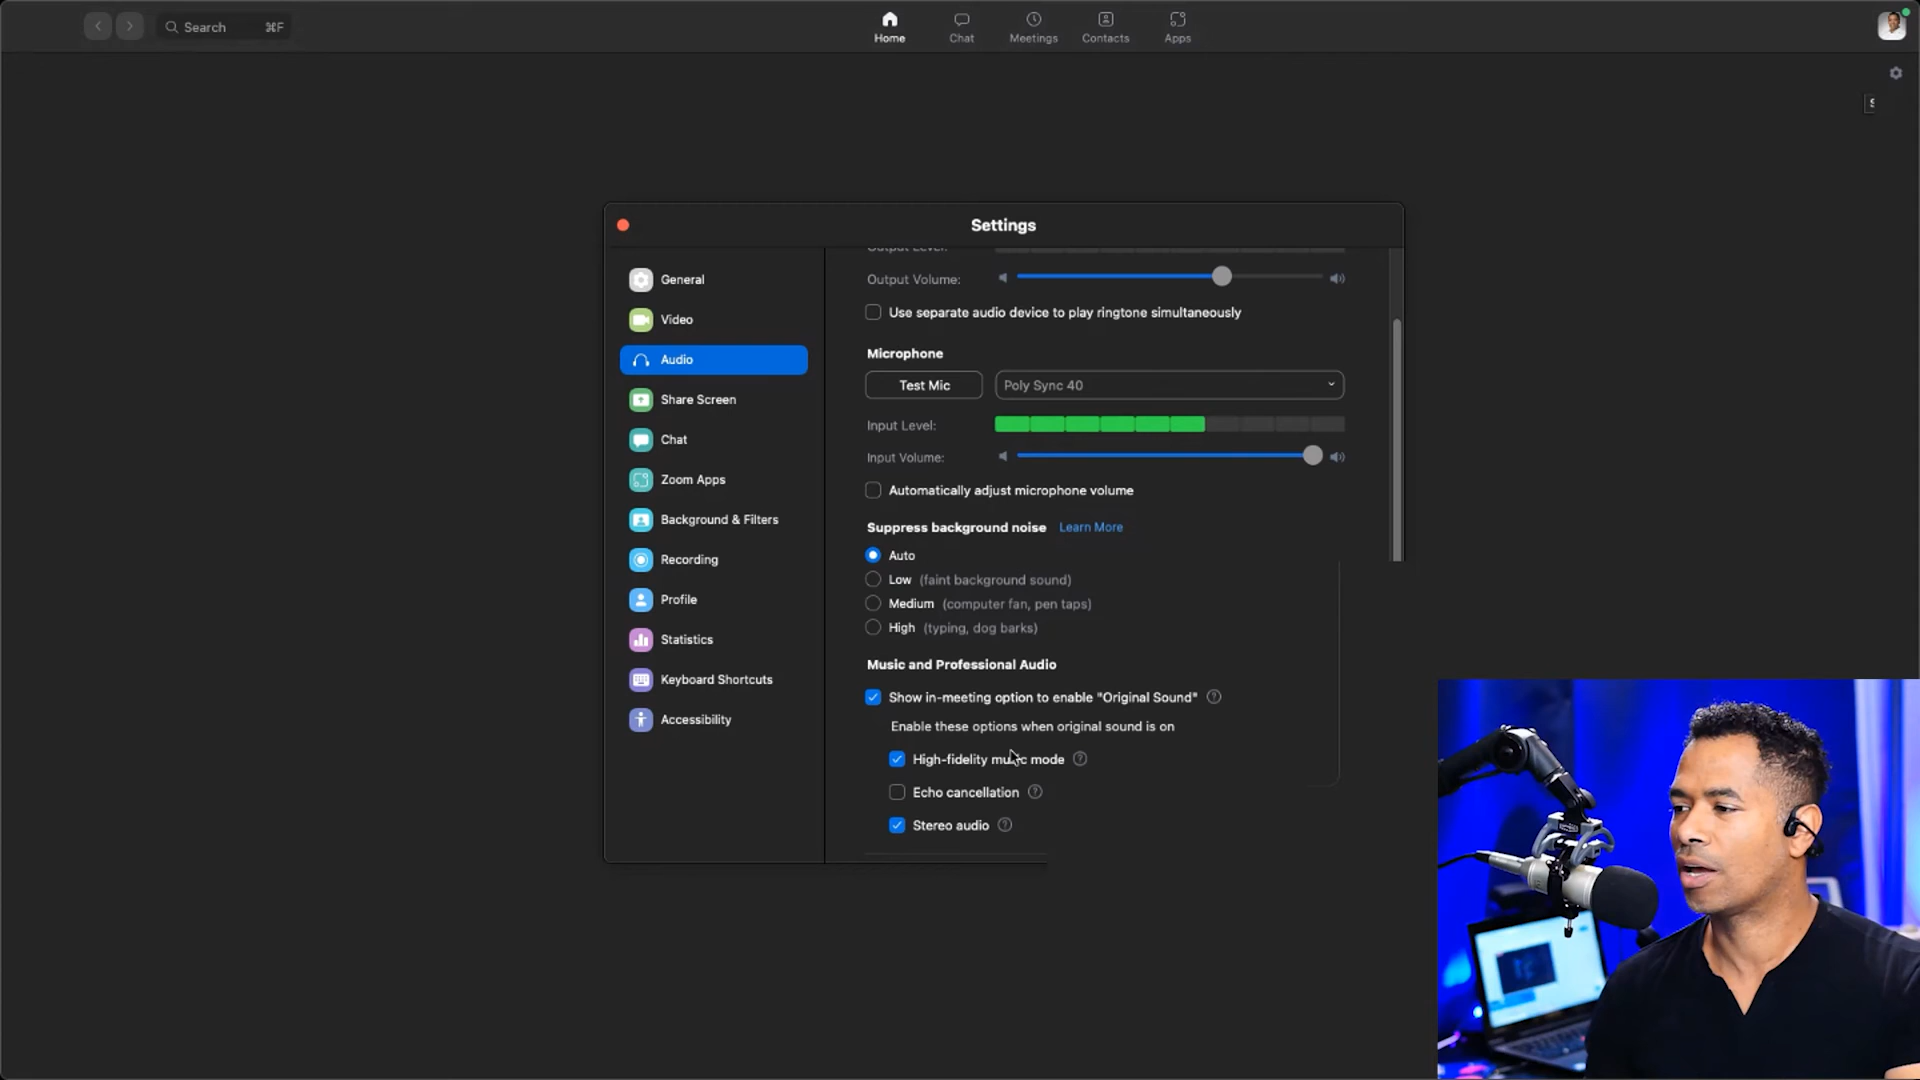 Search ⌘F
Home
Chat
Meetings
Contacts
Apps
Settings
General
Video
Audio
Share Screen
Chat
Zoom Apps
Background & Filters
Recording
Profile
Statistics
Keyboard Shortcuts
Accessibility
Output Level:
Output Volume:
Use separate audio device to play ringtone simultaneously
Microphone
Test Mic
Poly Sync 40
Input Level:
Input Volume:
Automatically adjust microphone volume
Suppress background noise Learn More
Auto
Low (faint background sound)
Medium (computer fan, pen taps)
High (typing, dog barks)
Music and Professional Audio
Show in-meeting option to enable "Original Sound" ?
Enable these options when original sound is on
High-fidelity music mode ?
Echo cancellation ?
Stereo audio ?